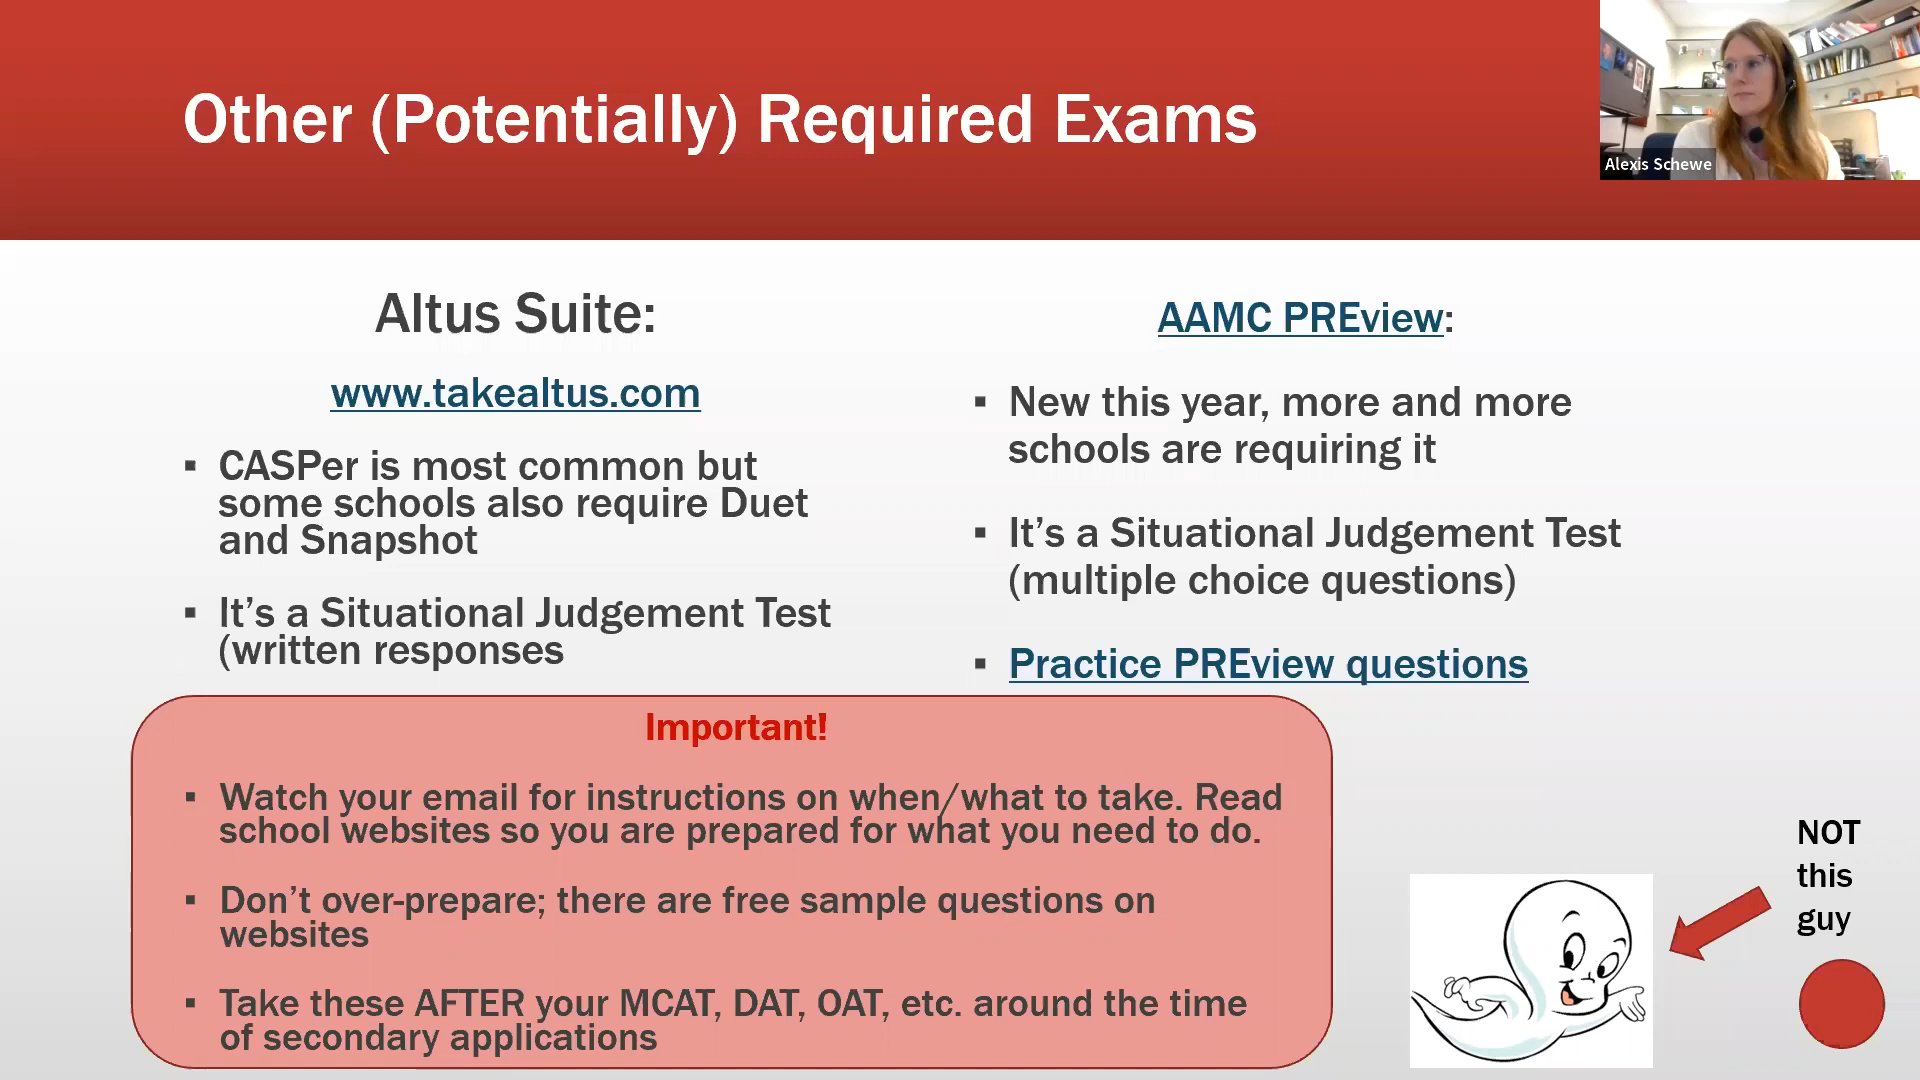 Other (Potentially) Required Exams
Alexis Schewe
Altus Suite:
www.takealtus.com
▪ CASPer is most common but
some schools also require Duet
and Snapshot
▪ It’s a Situational Judgement Test
(written responses
AAMC PREview:
▪ New this year, more and more
schools are requiring it
▪ It’s a Situational Judgement Test
(multiple choice questions)
▪ Practice PREview questions
Important!
▪ Watch your email for instructions on when/what to take. Read
school websites so you are prepared for what you need to do.
▪ Don’t over-prepare; there are free sample questions on
websites
▪ Take these AFTER your MCAT, DAT, OAT, etc. around the time
of secondary applications
NOT
this
guy